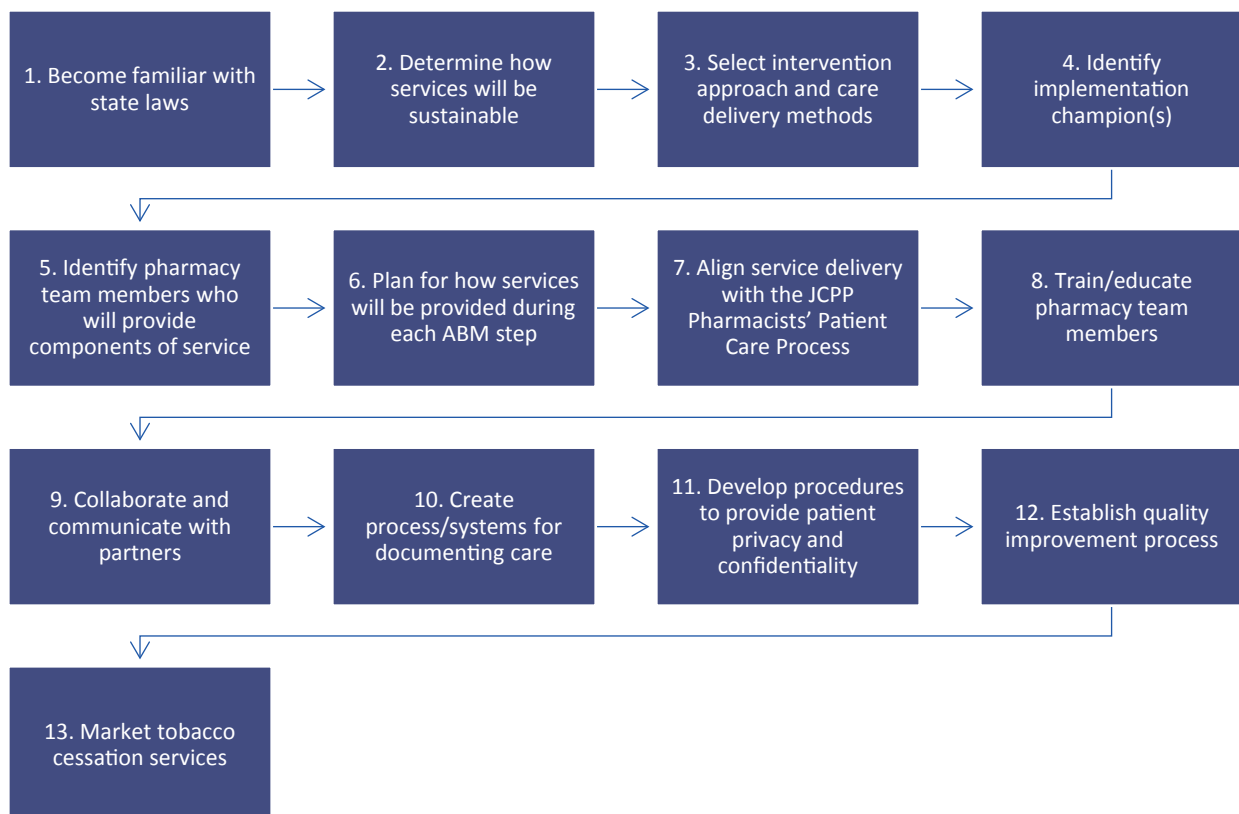 1. Become familiar with
state laws
2. Determine how
services will be
sustainable
3. Select intervention
approach and care
delivery methods
4. Identify
implementation
champion(s)
5. Identify pharmacy
team members who
will provide
components of service
6. Plan for how services
will be provided during
each ABM step
7. Align service delivery
with the JCPP
Pharmacists’ Patient
Care Process
8. Train/educate
pharmacy team
members
9. Collaborate and
communicate with
partners
10. Create
process/systems for
documenting care
11. Develop procedures
to provide patient
privacy and
confidentiality
12. Establish quality
improvement process
13. Market tobacco
cessation services